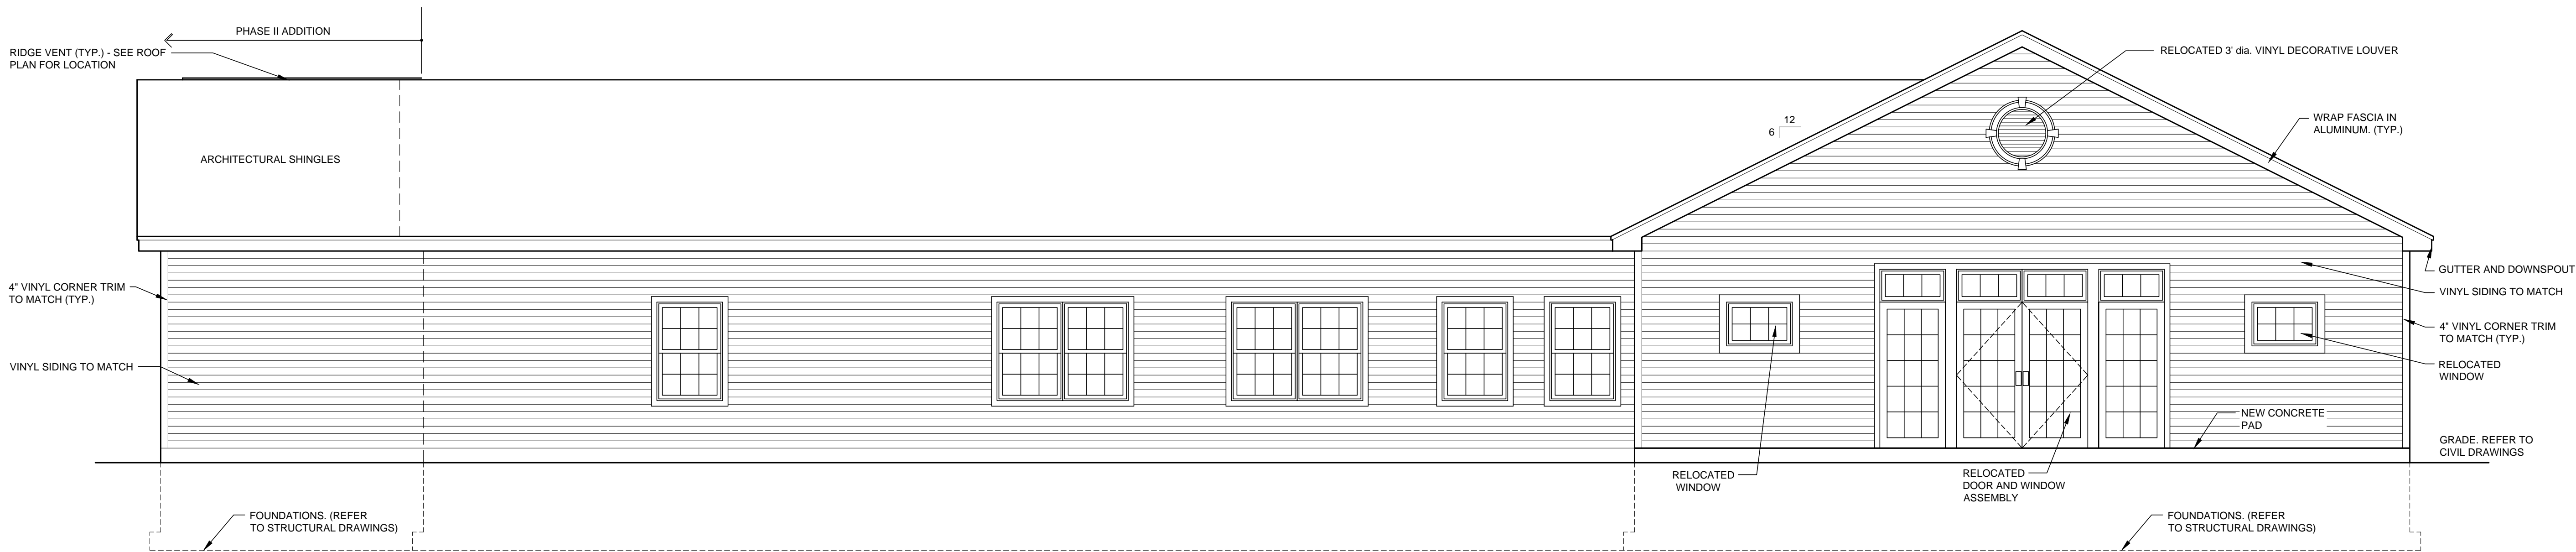 PHASE II ADDITION
RIDGE VENT (TYP.) - SEE ROOF
PLAN FOR LOCATION
ARCHITECTURAL SHINGLES
4" VINYL CORNER TRIM
TO MATCH (TYP.)
VINYL SIDING TO MATCH
FOUNDATIONS. (REFER
TO STRUCTURAL DRAWINGS)
12
6
RELOCATED 3' dia. VINYL DECORATIVE LOUVER
WRAP FASCIA IN
ALUMINUM. (TYP.)
GUTTER AND DOWNSPOUT
VINYL SIDING TO MATCH
4" VINYL CORNER TRIM
TO MATCH (TYP.)
RELOCATED
WINDOW
NEW CONCRETE
PAD
GRADE. REFER TO
CIVIL DRAWINGS
RELOCATED
WINDOW
RELOCATED
DOOR AND WINDOW
ASSEMBLY
FOUNDATIONS. (REFER
TO STRUCTURAL DRAWINGS)